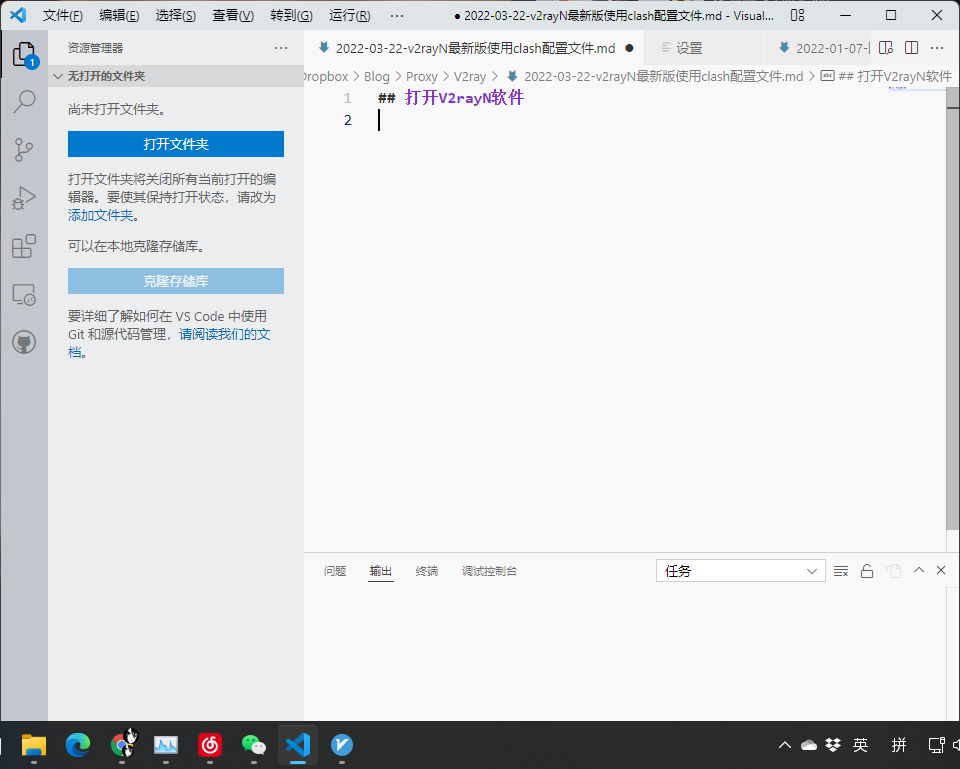 文件(F) 编辑(E) 选择(S) 查看(V) 转到(G) 运行(R) ··· ● 2022-03-22-v2rayN最新版使用clash配置文件.md - Visual...
资源管理器 ···
2022-03-22-v2rayN最新版使用clash配置文件.md ● 设置 2022-01-07- ···
1
无打开的文件夹
ropbox > Blog > Proxy > V2ray > 2022-03-22-v2rayN最新版使用clash配置文件.md > ## 打开V2rayN软件
1 ## 打开V2rayN软件
2
尚未打开文件夹。
打开文件夹
打开文件夹将关闭所有当前打开的编
辑器。要使其保持打开状态，请改为
添加文件夹。
可以在本地克隆存储库。
克隆存储库
要详细了解如何在 VS Code 中使用
Git 和源代码管理，请阅读我们的文
档。
问题 输出 终端 调试控制台 任务
英 拼